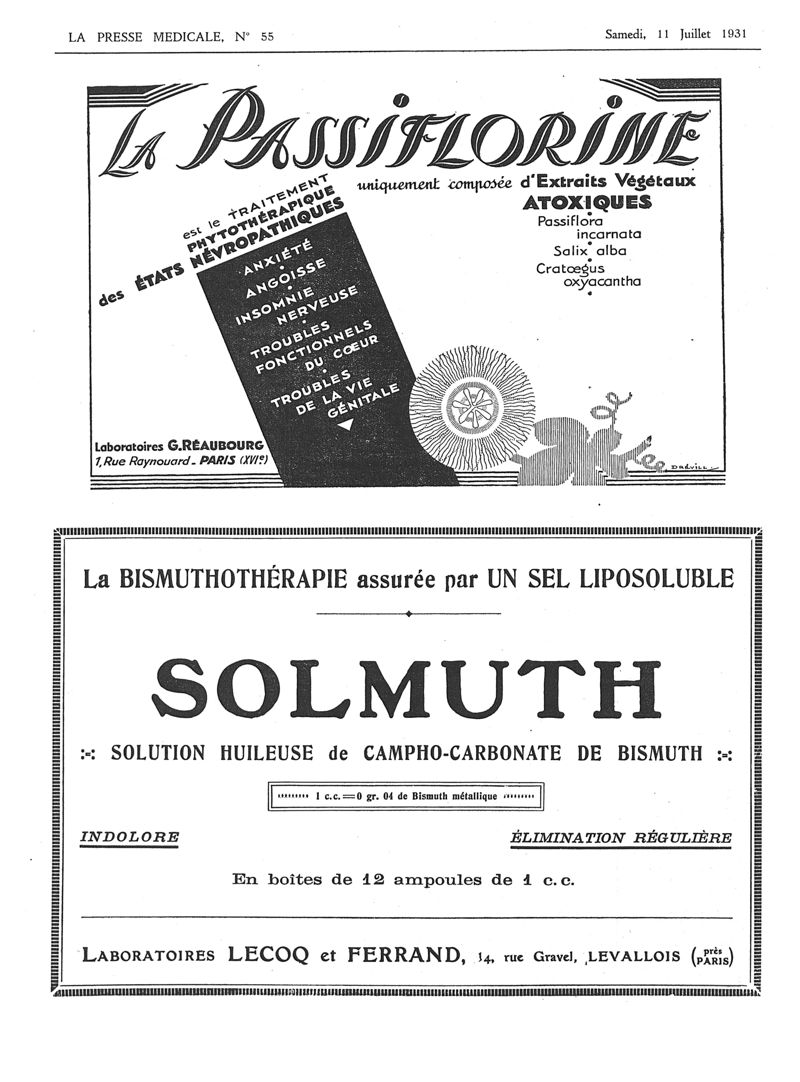 LA PRESSE MEDICALE, N° 55
Samedi, 11 Juillet 1931
LA PASSIFLORINE
uniquement composée d'Extraits Végétaux
ATOXIQUES
Passiflora
incarnata
Salix alba
Cratœgus
oxyacantha
est le TRAITEMENT
PHYTOTHÉRAPIQUE
des ÉTATS NÉVROPATHIQUES
ANXIÉTÉ
ANGOISSE
INSOMNIE
NERVEUSE
TROUBLES
FONCTIONNELS
DU CŒUR
TROUBLES
DE LA VIE
GÉNITALE
Laboratoires G.RÉAUBOURG
1, Rue Raynouard_ PARIS (XVIe)
La BISMUTHOTHÉRAPIE assurée par UN SEL LIPOSOLUBLE
SOLMUTH
:-: SOLUTION HUILEUSE de CAMPHO-CARBONATE DE BISMUTH :-:
1 c.c.=0 gr. 04 de Bismuth métallique
INDOLORE
ÉLIMINATION RÉGULIÈRE
En boîtes de 12 ampoules de 1 c.c.
LABORATOIRES LECOQ et FERRAND, 14, rue Gravel, LEVALLOIS (près PARIS)